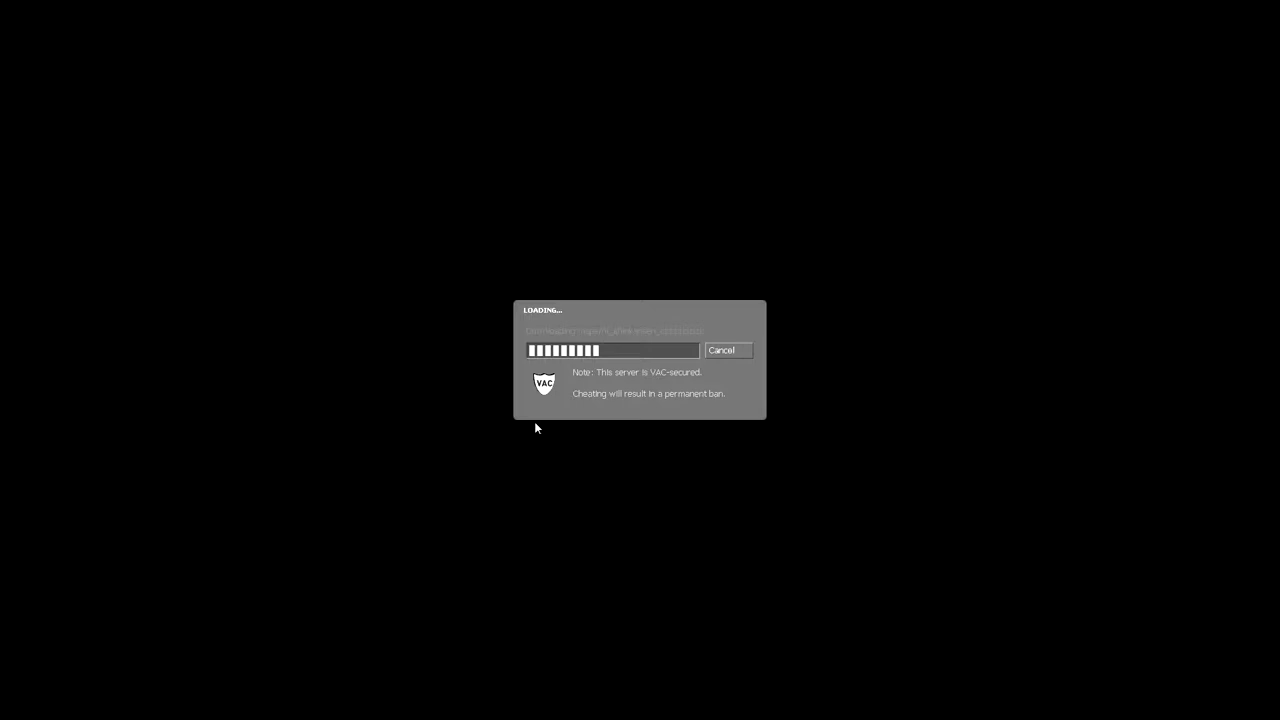 LOADING...
Cancel
Note: This server is VAC-secured.
VAC
Cheating will result in a permanent ban.